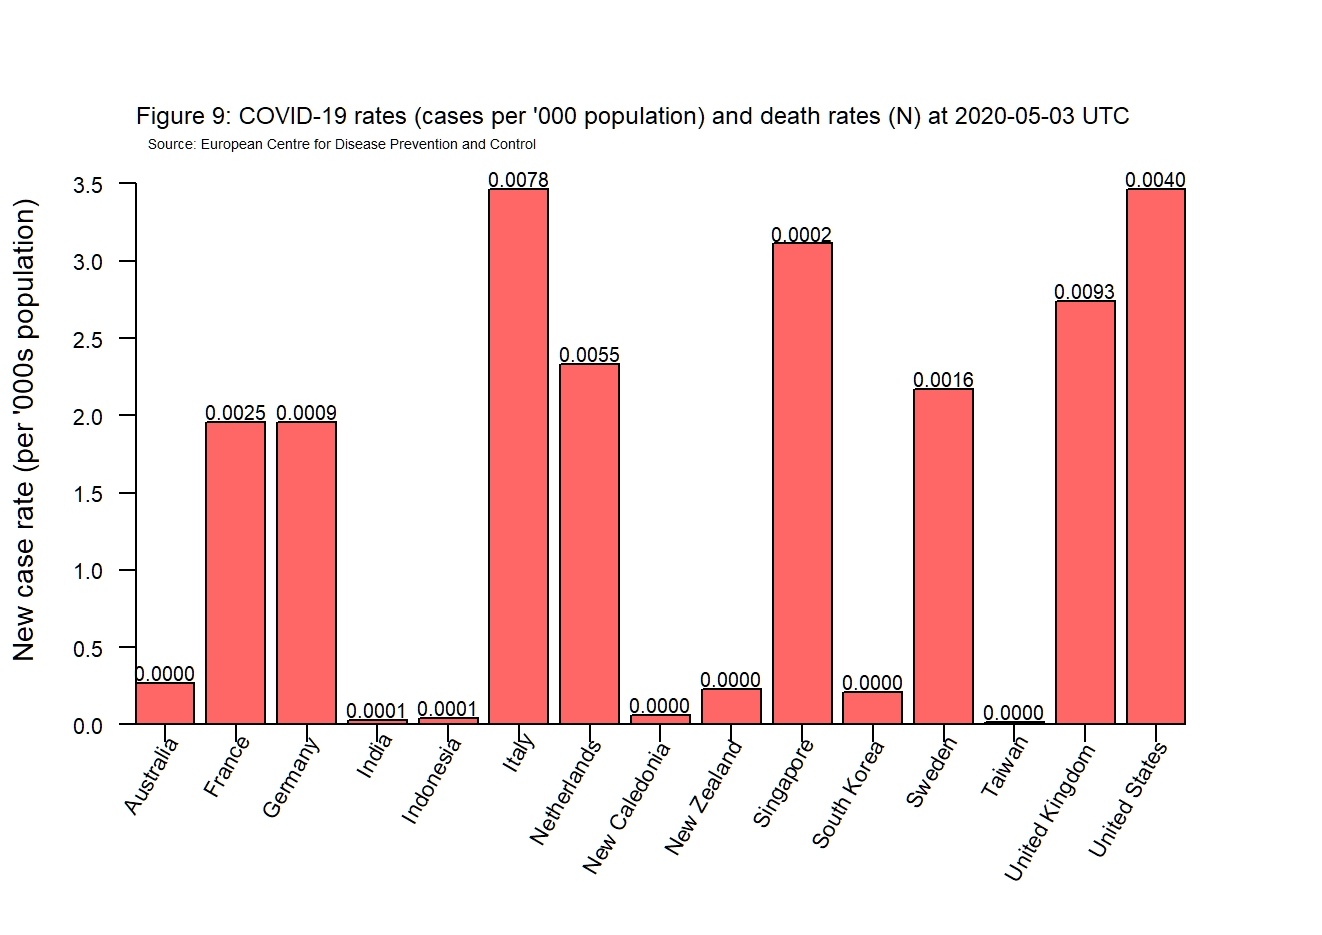 Figure 9: COVID-19 rates (cases per '000 population) and death rates (N) at 2020-05-03 UTC
Source: European Centre for Disease Prevention and Control
New case rate (per '000s population)
3.5
3.0
2.5
2.0
1.5
1.0
0.5
0.0
0.0000
0.0025
0.0009
0.0001
0.0001
0.0078
0.0055
0.0000
0.0000
0.0002
0.0000
0.0016
0.0000
0.0093
0.0040
Australia
France
Germany
India
Indonesia
Italy
Netherlands
New Caledonia
New Zealand
Singapore
South Korea
Sweden
Taiwan
United Kingdom
United States